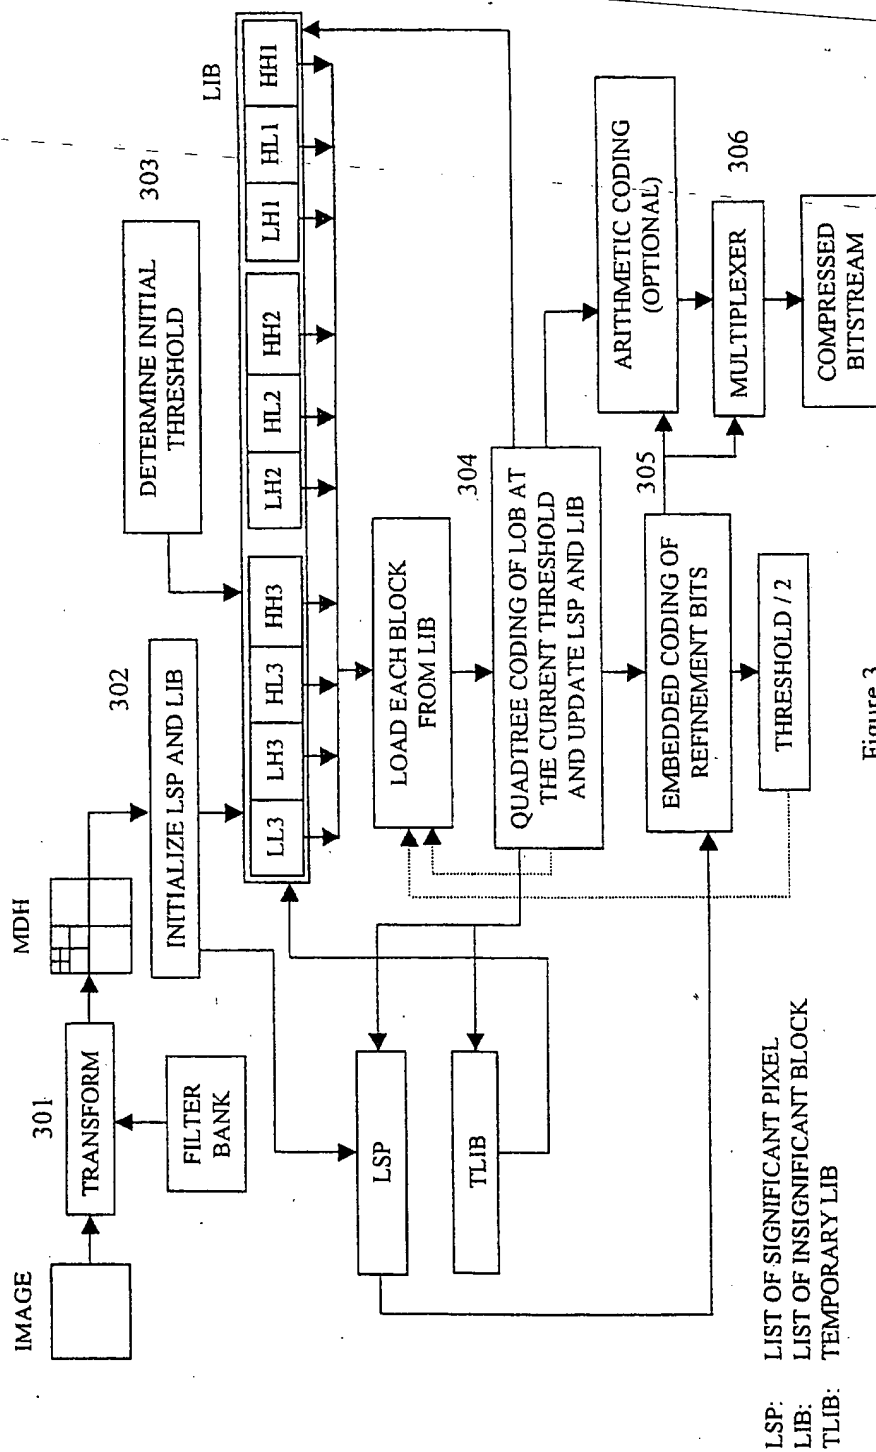 IMAGE
301
TRANSFORM
FILTER
BANK
MDH
302
INITIALIZE LSP AND LIB
303
DETERMINE INITIAL
THRESHOLD
LIB
LL3 LH3 HL3 HH3 LH2 HL2 HH2 LH1 HL1 HH1
LOAD EACH BLOCK
FROM LIB
LSP
TLIB
304
QUADTREE CODING OF LOB AT
THE CURRENT THRESHOLD
AND UPDATE LSP AND LIB
ARITHMETIC CODING
(OPTIONAL)
305
EMBEDDED CODING OF
REFINEMENT BITS
306
MULTIPLEXER
THRESHOLD / 2
COMPRESSED
BITSTREAM
LSP: LIST OF SIGNIFICANT PIXEL
LIB: LIST OF INSIGNIFICANT BLOCK
TLIB: TEMPORARY LIB
Figure 3